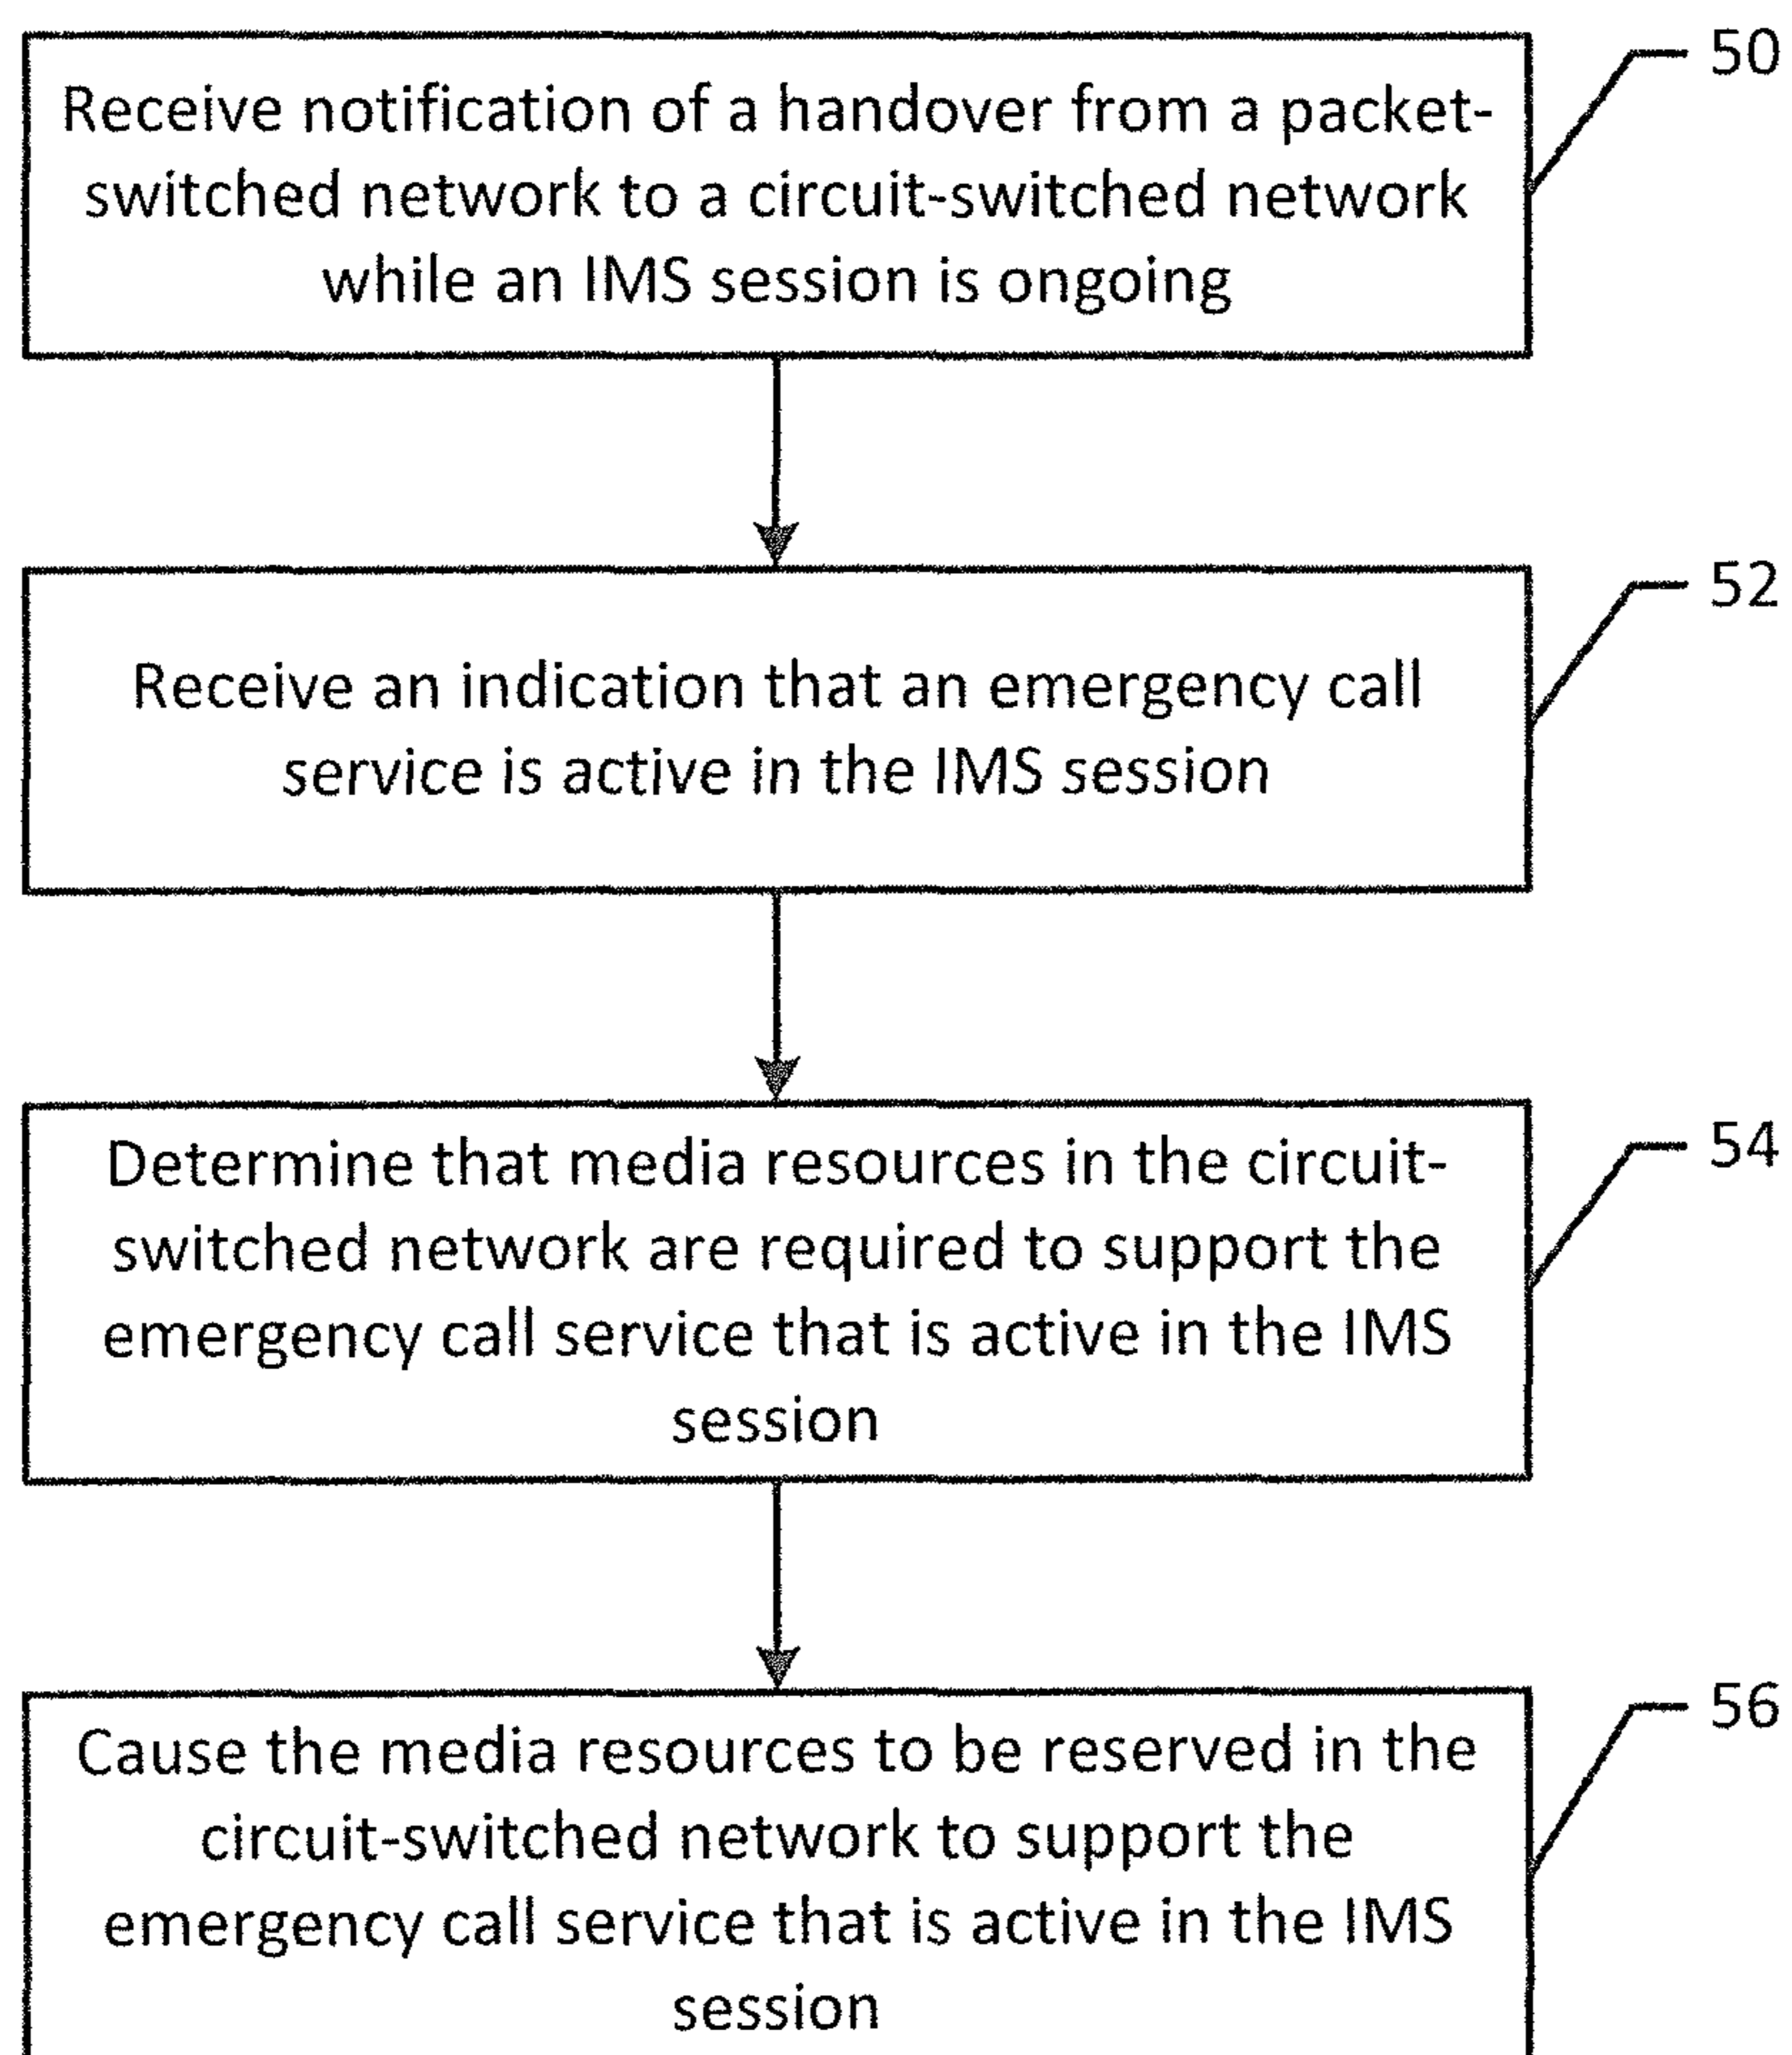 50
Receive notification of a handover from a packet-
switched network to a circuit-switched network
while an IMS session is ongoing
52
Receive an indication that an emergency call
service is active in the IMS session
54
Determine that media resources in the circuit-
switched network are required to support the
emergency call service that is active in the IMS
session
56
Cause the media resources to be reserved in the
circuit-switched network to support the
emergency call service that is active in the IMS
session